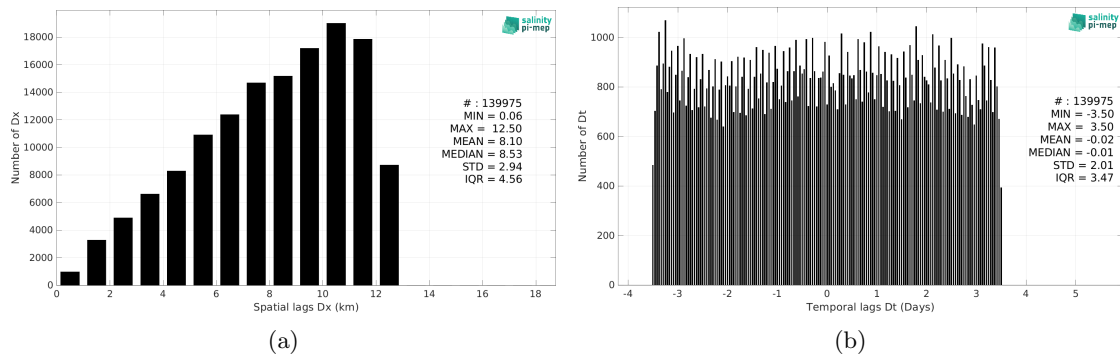 18000
16000
14000
12000
10000
8000
6000
4000
2000
0
Number of Dx
0 2 4 6 8 10 12 14 16 18
Spatial lags Dx (km)
salinity
pi-mep
# : 139975
MIN = 0.06
MAX = 12.50
MEAN = 8.10
MEDIAN = 8.53
STD = 2.94
IQR = 4.56
(a)
1000
800
600
400
200
0
Number of Dt
-4 -3 -2 -1 0 1 2 3 4 5
Temporal lags Dt (Days)
salinity
pi-mep
# : 139975
MIN = -3.50
MAX = 3.50
MEAN = -0.02
MEDIAN = -0.01
STD = 2.01
IQR = 3.47
(b)